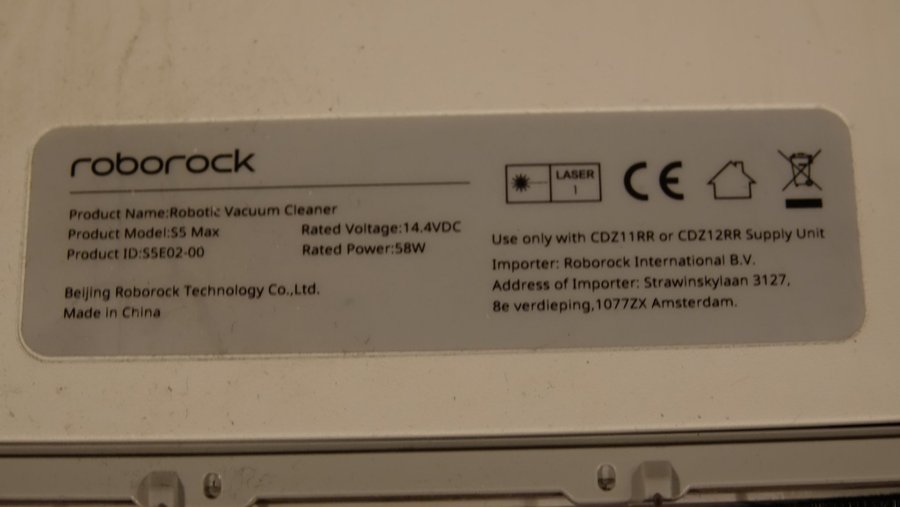 roborock
Product Name:Robotic Vacuum Cleaner
Product Model:S5 Max
Rated Voltage:14.4VDC
Product ID:S5E02-00
Rated Power:58W
Beijing Roborock Technology Co.,Ltd.
Made in China
LASER
1
CE
Use only with CDZ11RR or CDZ12RR Supply Unit
Importer: Roborock International B.V.
Address of Importer: Strawinskylaan 3127,
8e verdieping,1077ZX Amsterdam.